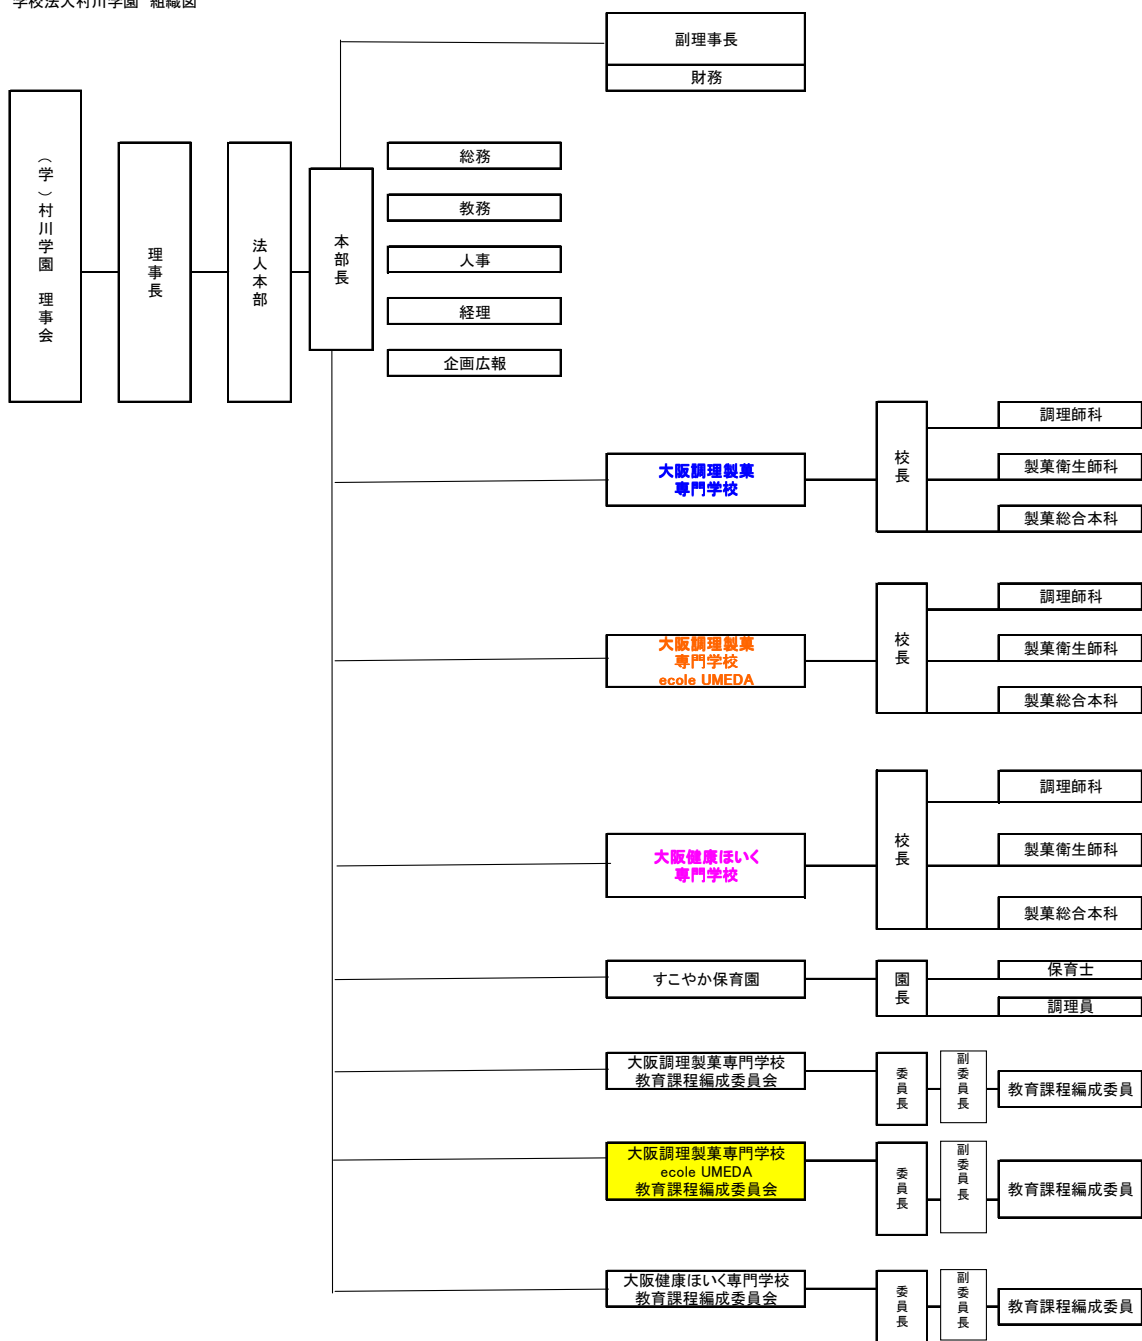 学校法人村川学園 組織図
副理事長
財務
(学)村川学園 理事会
理事長
法人本部
本部長
総務
教務
人事
経理
企画広報
大阪調理製菓
専門学校
校長
調理師科
製菓衛生師科
製菓総合本科
大阪調理製菓
専門学校
ecole UMEDA
校長
調理師科
製菓衛生師科
製菓総合本科
大阪健康ほいく
専門学校
校長
調理師科
製菓衛生師科
製菓総合本科
すこやか保育園
園長
保育士
調理員
大阪調理製菓専門学校
教育課程編成委員会
委員長
副委員長
教育課程編成委員
大阪調理製菓専門学校
ecole UMEDA
教育課程編成委員会
委員長
副委員長
教育課程編成委員
大阪健康ほいく専門学校
教育課程編成委員会
委員長
副委員長
教育課程編成委員